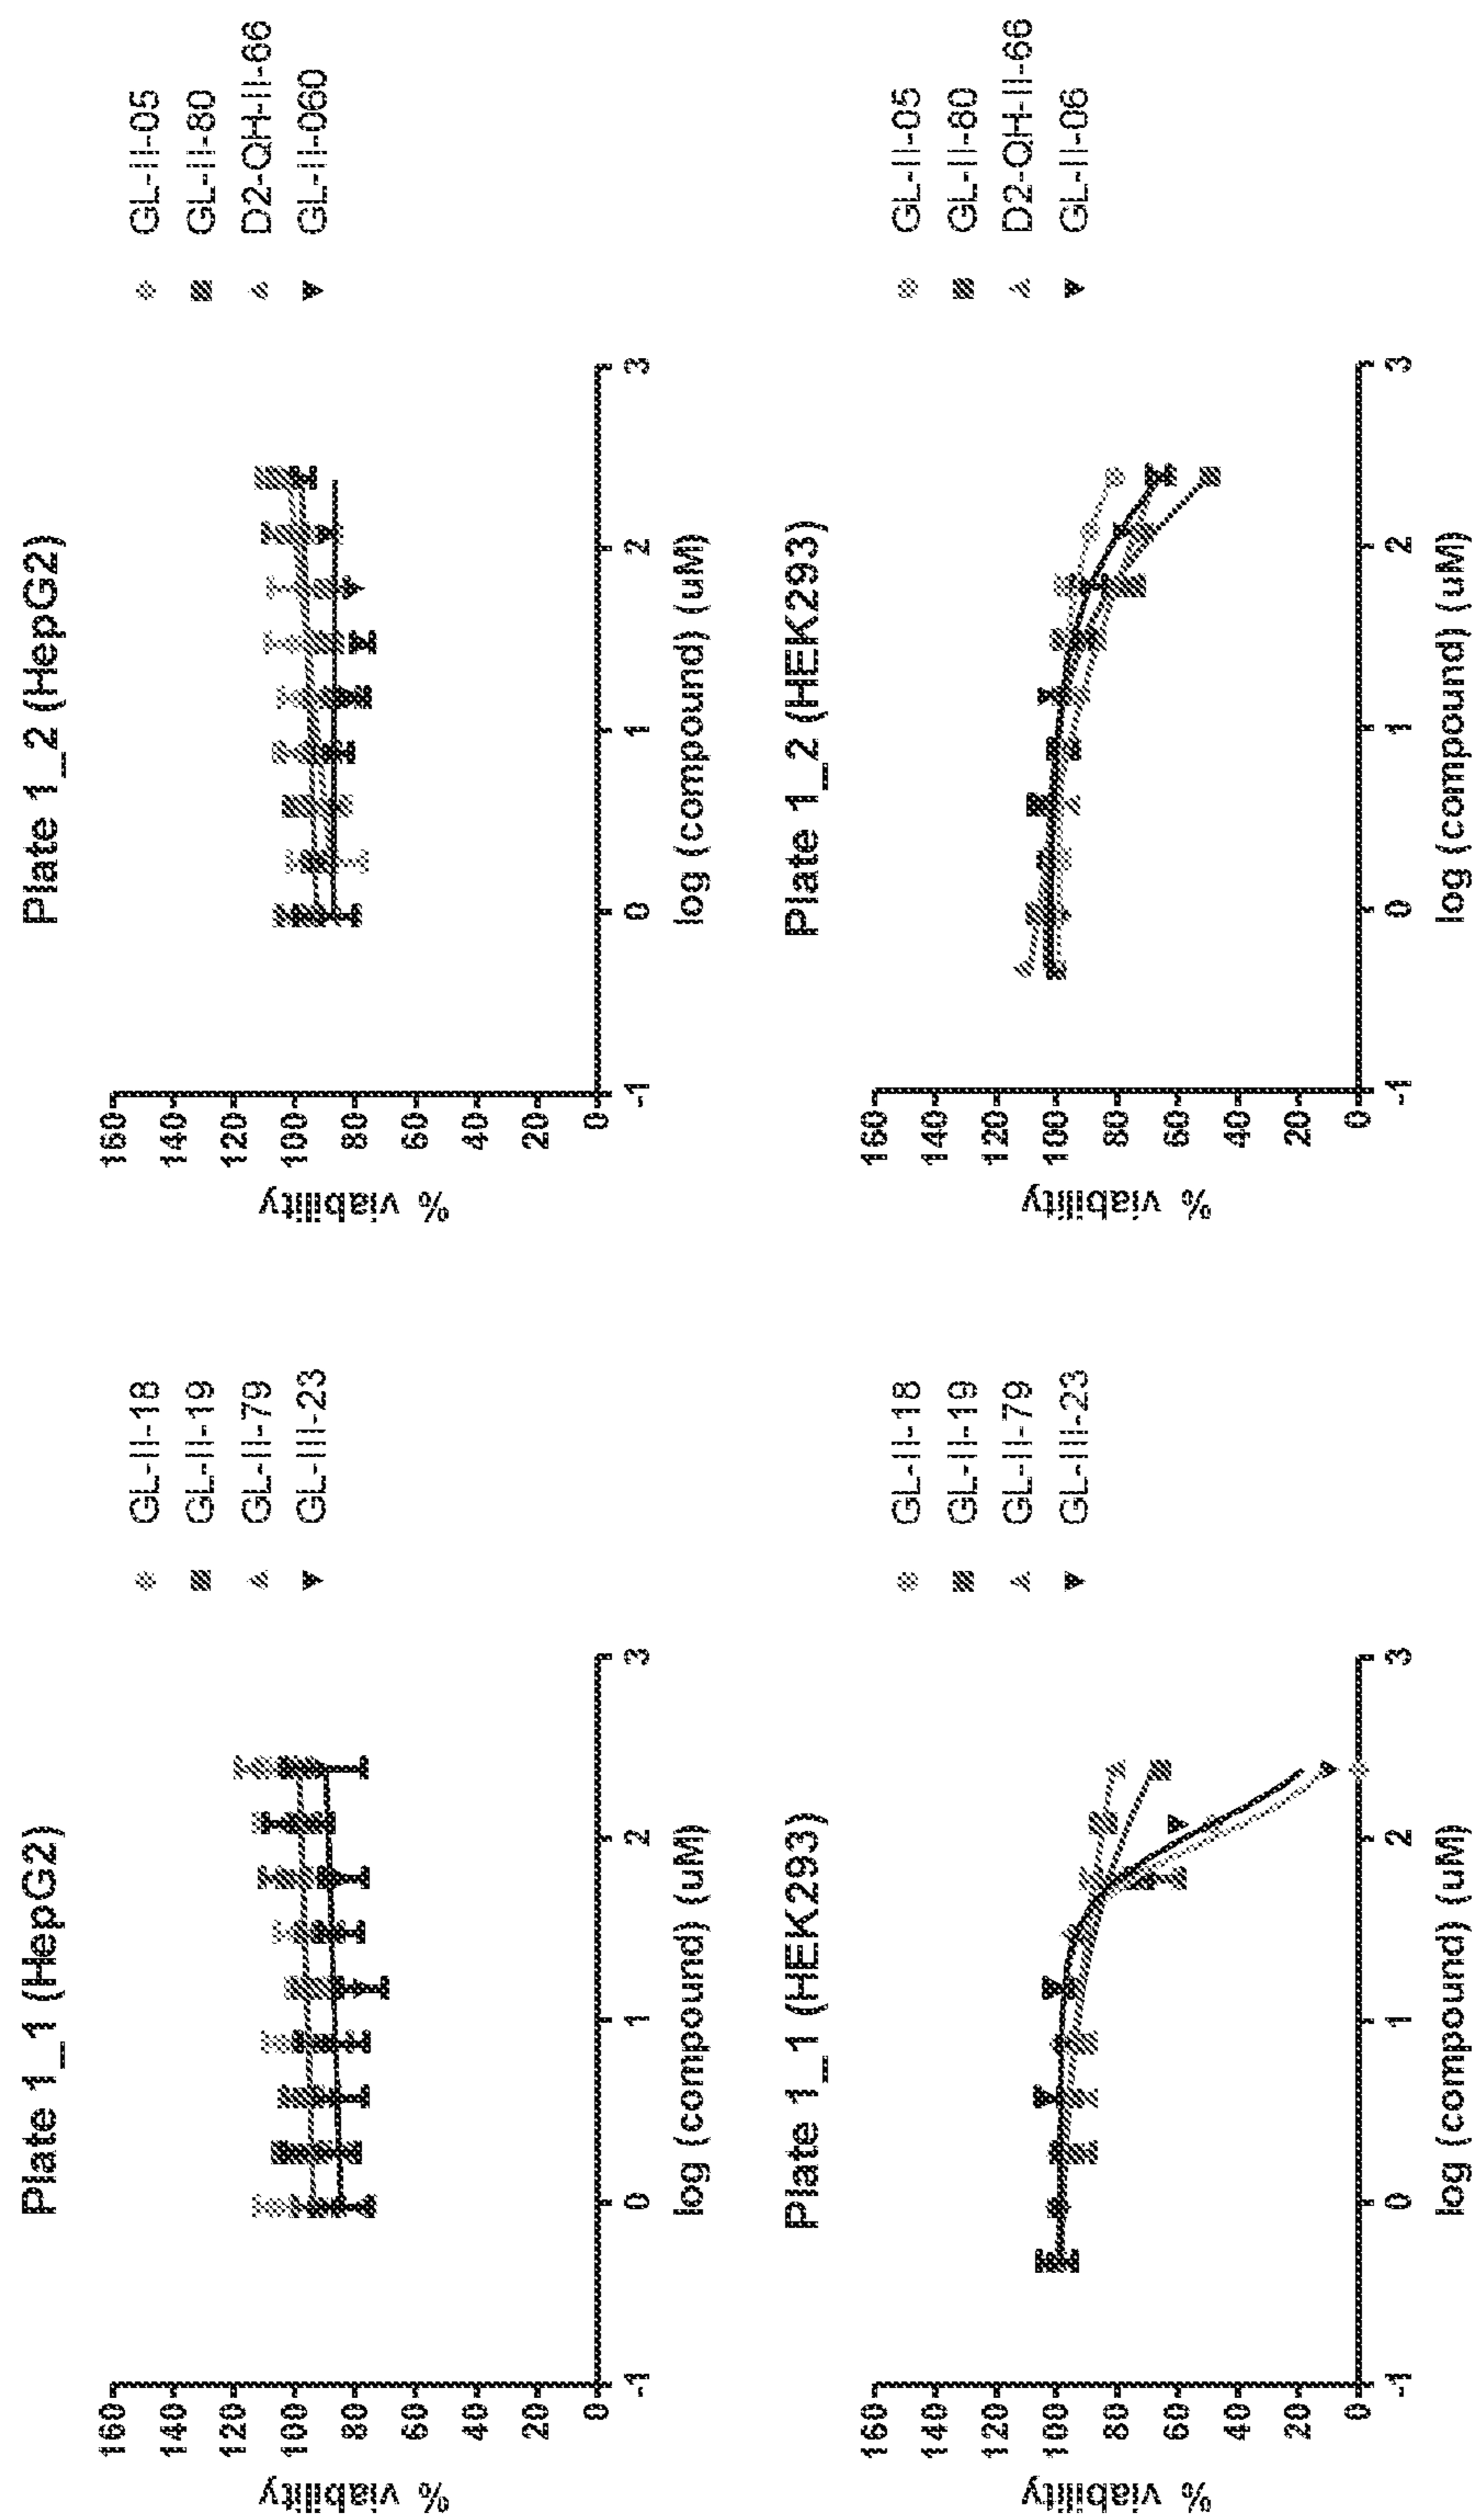 Plate 1_1 (HepG2)
% viability
160
140
120
100
80
60
40
20
0
-1
0
1
2
3
log (compound) (uM)
GL-II-18
GL-II-19
GL-II-79
GL-III-23
Plate 1_2 (HepG2)
% viability
160
140
120
100
80
60
40
20
0
-1
0
1
2
3
log (compound) (uM)
GL-II-05
GL-II-80
D2-QH-II-66
GL-II-060
Plate 1_1 (HEK293)
% viability
160
140
120
100
80
60
40
20
0
-1
0
1
2
3
log (compound) (uM)
GL-II-18
GL-II-19
GL-II-79
GL-III-23
Plate 1_2 (HEK293)
% viability
160
140
120
100
80
60
40
20
0
-1
0
1
2
3
log (compound) (uM)
GL-II-05
GL-II-80
D2-QH-II-66
GL-II-06